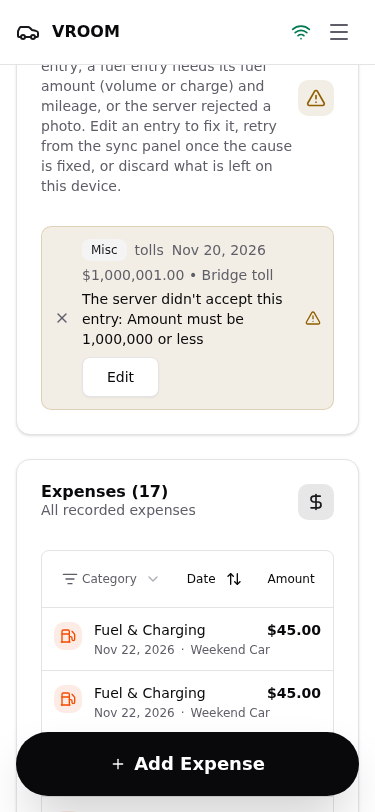 VROOM
entry, a fuel entry needs its fuel
amount (volume or charge) and
mileage, or the server rejected a
photo. Edit an entry to fix it, retry
from the sync panel once the cause
is fixed, or discard what is left on
this device.
Misc tolls Nov 20, 2026
$1,000,001.00 • Bridge toll
The server didn't accept this
entry: Amount must be
1,000,000 or less
Edit
Expenses (17)
All recorded expenses
Category Date Amount
Fuel & Charging $45.00
Nov 22, 2026 · Weekend Car
Fuel & Charging $45.00
Nov 22, 2026 · Weekend Car
+ Add Expense